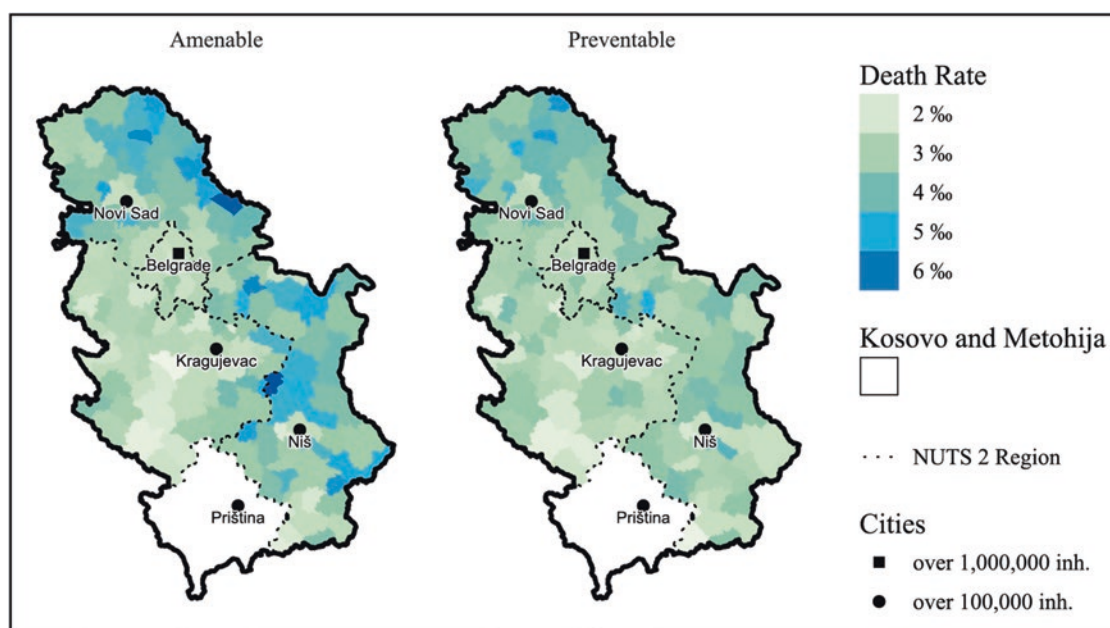 Amenable
Preventable
Novi Sad
Belgrade
Kragujevac
Niš
Priština
Novi Sad
Belgrade
Kragujevac
Niš
Priština
Death Rate
2 ‰
3 ‰
4 ‰
5 ‰
6 ‰
Kosovo and Metohija
NUTS 2 Region
Cities
over 1,000,000 inh.
over 100,000 inh.